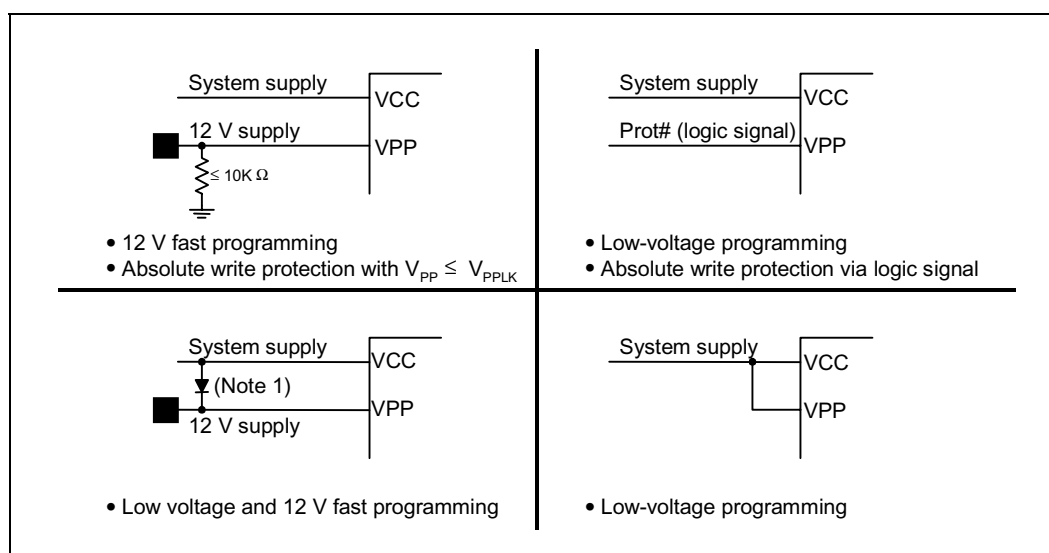 System supply
VCC
12 V supply
VPP
≤ 10K Ω
• 12 V fast programming
• Absolute write protection with VPP ≤ VPPLK
System supply
VCC
Prot# (logic signal)
VPP
• Low-voltage programming
• Absolute write protection via logic signal
System supply
VCC
(Note 1)
VPP
12 V supply
• Low voltage and 12 V fast programming
System supply
VCC
VPP
• Low-voltage programming